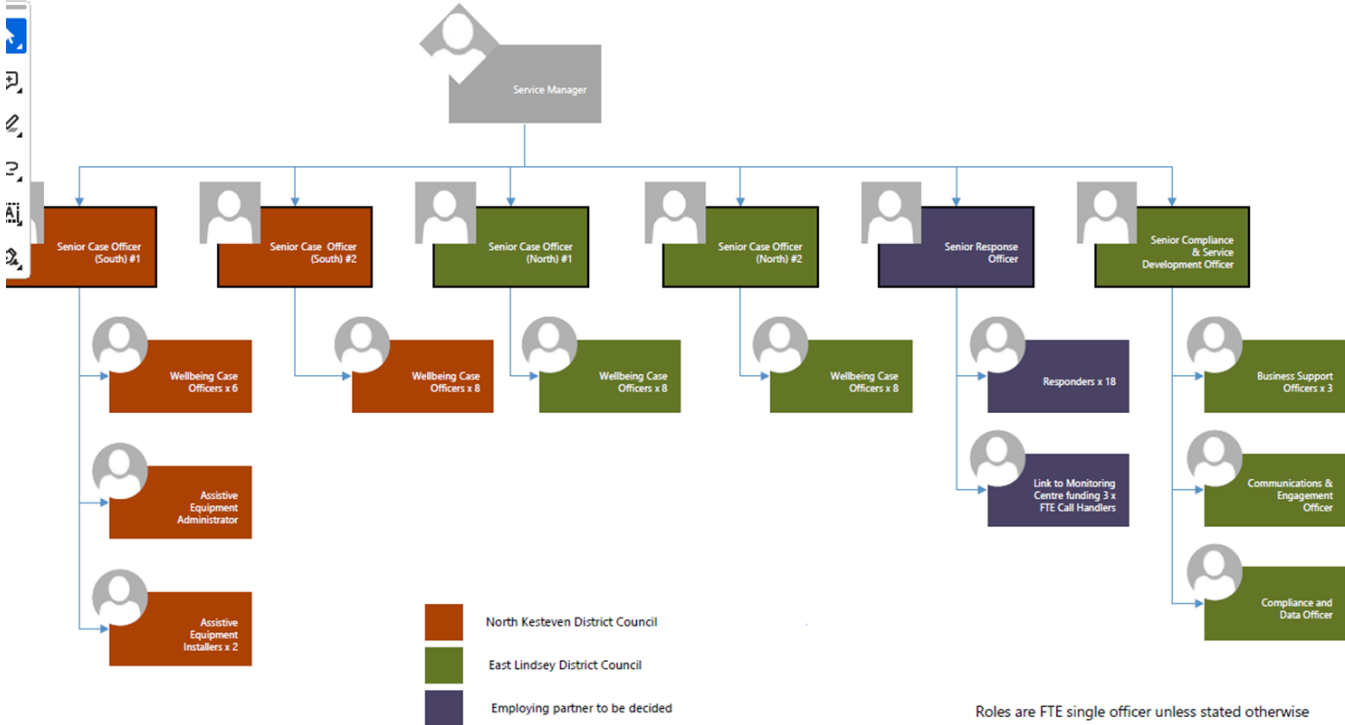 Service Manager
Senior Case Officer
(South) #1
Senior Case Officer
(South) #2
Senior Case Officer
(North) #1
Senior Case Officer
(North) #2
Senior Response
Officer
Senior Compliance
& Service
Development Officer
Wellbeing Case
Officers x 6
Wellbeing Case
Officers x 8
Wellbeing Case
Officers x 8
Wellbeing Case
Officers x 8
Responders x 18
Business Support
Officers x 3
Assistive
Equipment
Administrator
Link to Monitoring
Centre funding 3 x
FTE Call Handlers
Communications &
Engagement
Officer
Assistive
Equipment
Installers x 2
Compliance and
Data Officer
North Kesteven District Council
East Lindsey District Council
Employing partner to be decided
Roles are FTE single officer unless stated otherwise